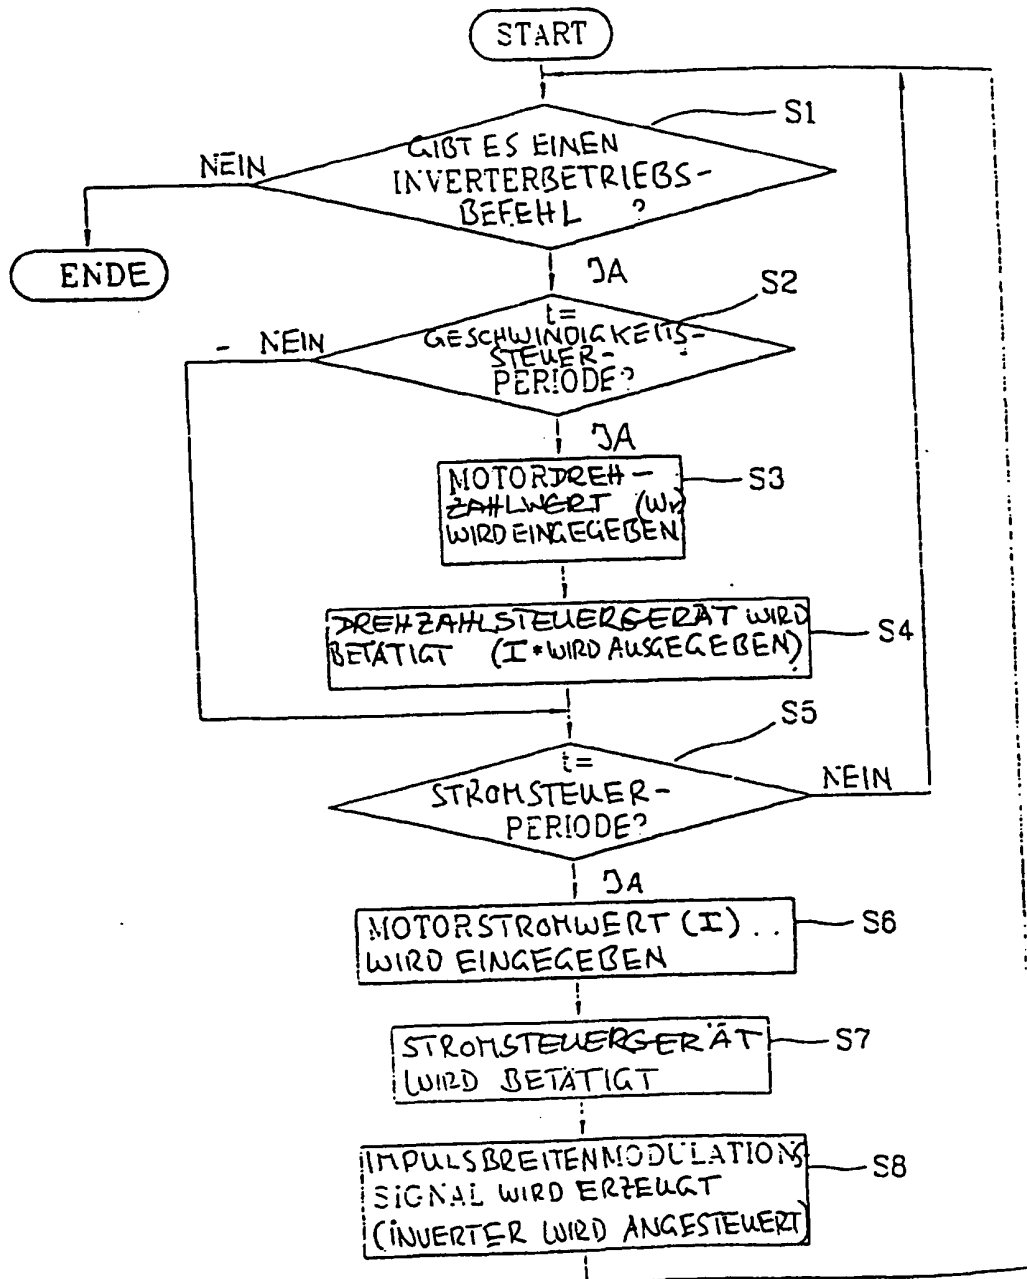 START
S1
GIBT ES EINEN
INVERTERBETRIEBS-
BEFEHL ?
NEIN
ENDE
JA
S2
t=
GESCHWINDIGKEITS-
STEUER-
PERIODE?
NEIN
JA
S3
MOTORDREH-
ZAHLWERT (Wr)
WIRD EINGEGEBEN
DREHZAHLSTEUERGERÄT WIRD
BETÄTIGT (I* WIRD AUSGEGEBEN)
S4
S5
t=
STROMSTEUER-
PERIODE?
NEIN
JA
MOTORSTROMWERT (I)
WIRD EINGEGEBEN
S6
STROMSTEUERGERÄT
WIRD BETÄTIGT
S7
IMPULSBREITENMODULATIONS
SIGNAL WIRD ERZEUGT
(INVERTER WIRD ANGESTEUERT)
S8